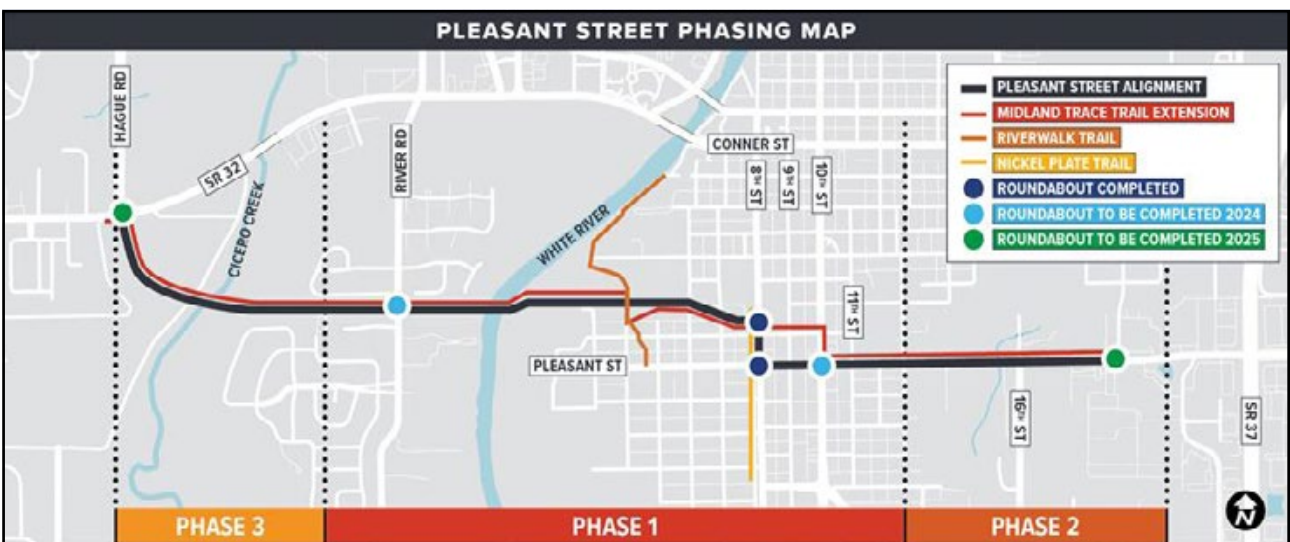 PLEASANT STREET PHASING MAP
HAGUE RD
SR 32
CICERO CREEK
RIVER RD
WHITE RIVER
CONNER ST
8TH ST
9TH ST
10TH ST
11TH ST
PLEASANT ST
16TH ST
SR 37
PLEASANT STREET ALIGNMENT
MIDLAND TRACE TRAIL EXTENSION
RIVERWALK TRAIL
NICKEL PLATE TRAIL
ROUNDABOUT COMPLETED
ROUNDABOUT TO BE COMPLETED 2024
ROUNDABOUT TO BE COMPLETED 2025
PHASE 3
PHASE 1
PHASE 2
N